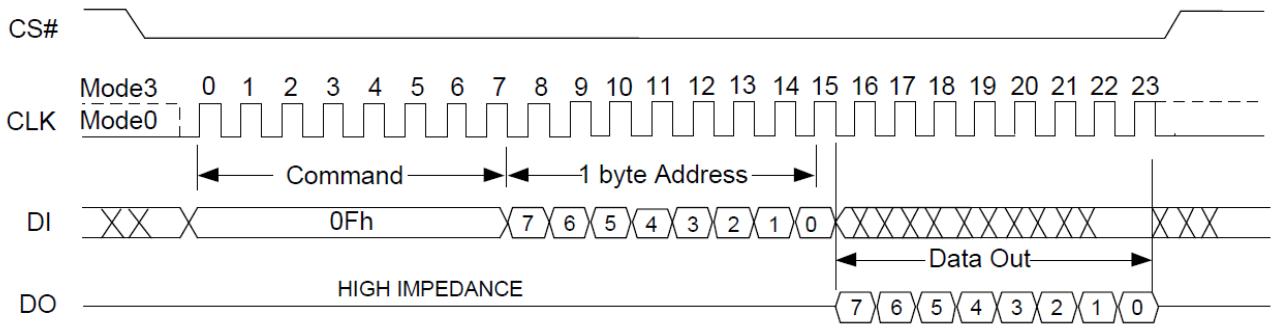 CS#
Mode3 0 1 2 3 4 5 6 7 8 9 10 11 12 13 14 15 16 17 18 19 20 21 22 23
CLK Mode0
Command 1 byte Address
DI 0Fh 7 6 5 4 3 2 1 0
Data Out
HIGH IMPEDANCE
DO 7 6 5 4 3 2 1 0